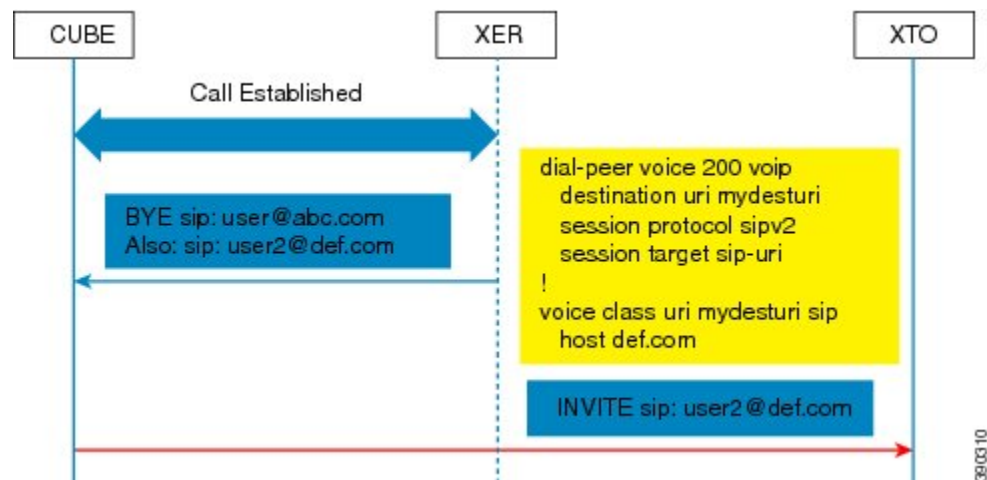 CUBE
XER
XTO
Call Established
BYE sip: user@abc.com
Also: sip: user2@def.com
dial-peer voice 200 voip
destination uri mydesturi
session protocol sipv2
session target sip-uri
!
voice class uri mydesturi sip
host def.com
INVITE sip: user2@def.com
390310